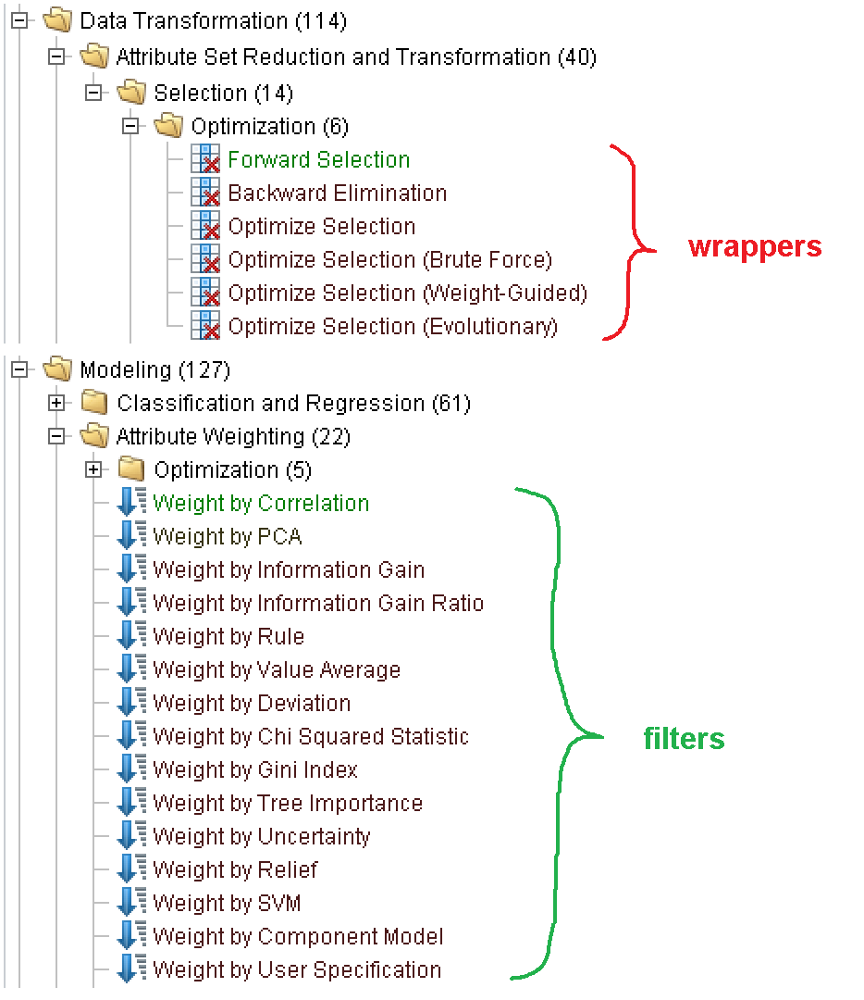 Data Transformation (114)
Attribute Set Reduction and Transformation (40)
Selection (14)
Optimization (6)
Forward Selection
Backward Elimination
Optimize Selection
Optimize Selection (Brute Force)
Optimize Selection (Weight-Guided)
Optimize Selection (Evolutionary)
wrappers
Modeling (127)
Classification and Regression (61)
Attribute Weighting (22)
Optimization (5)
Weight by Correlation
Weight by PCA
Weight by Information Gain
Weight by Information Gain Ratio
Weight by Rule
Weight by Value Average
Weight by Deviation
Weight by Chi Squared Statistic
Weight by Gini Index
Weight by Tree Importance
Weight by Uncertainty
Weight by Relief
Weight by SVM
Weight by Component Model
Weight by User Specification
filters